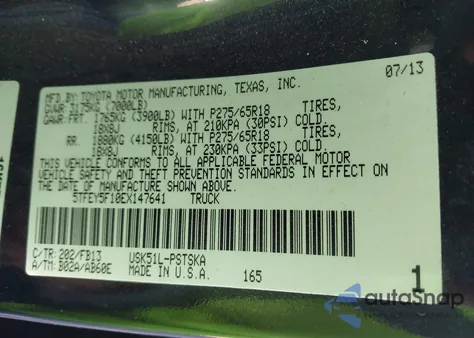 MFD. BY: TOYOTA MOTOR MANUFACTURING, TEXAS, INC. 07/13
GVWR 3175KG (7000LB)
GAWR: FRT. 1765KG (3900LB) WITH P275/65R18 TIRES,
18X8J RIMS, AT 210KPA (30PSI) COLD.
RR. 1880KG (4150LB) WITH P275/65R18 TIRES,
18X8J RIMS, AT 230KPA (33PSI) COLD.
THIS VEHICLE CONFORMS TO ALL APPLICABLE FEDERAL MOTOR
VEHICLE SAFETY AND THEFT PREVENTION STANDARDS IN EFFECT ON
THE DATE OF MANUFACTURE SHOWN ABOVE.
5TFEY5F10EX147641 TRUCK
C/TR: 202/FB13 USK51L-PSTSKA
A/TM: B02A/AB60E MADE IN U.S.A. 165 1
autoSnap